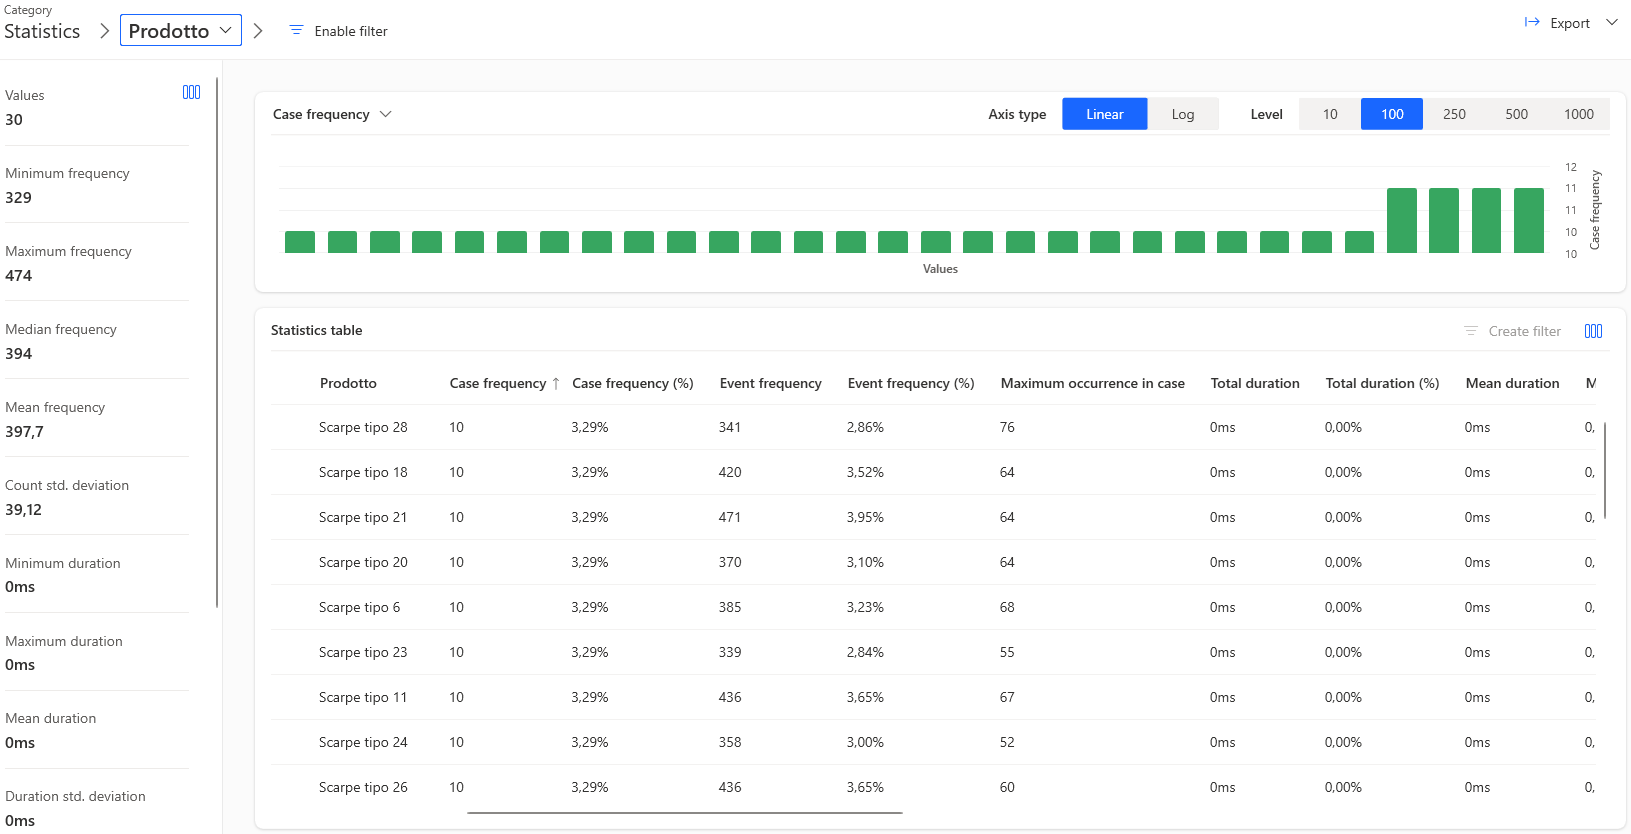 Category
Statistics
Prodotto
Enable filter
Export
Values
30
Minimum frequency
329
Maximum frequency
474
Median frequency
394
Mean frequency
397,7
Count std. deviation
39,12
Minimum duration
0ms
Maximum duration
0ms
Mean duration
0ms
Duration std. deviation
0ms
Case frequency
Axis type Linear Log Level 10 100 250 500 1000
12
11
11
10
10
Case frequency
Values
Statistics table
Create filter
Prodotto Case frequency ↑ Case frequency (%) Event frequency Event frequency (%) Maximum occurrence in case Total duration Total duration (%) Mean duration M
Scarpe tipo 28 10 3,29% 341 2,86% 76 0ms 0,00% 0ms 0,
Scarpe tipo 18 10 3,29% 420 3,52% 64 0ms 0,00% 0ms 0,
Scarpe tipo 21 10 3,29% 471 3,95% 64 0ms 0,00% 0ms 0,
Scarpe tipo 20 10 3,29% 370 3,10% 64 0ms 0,00% 0ms 0,
Scarpe tipo 6 10 3,29% 385 3,23% 68 0ms 0,00% 0ms 0,
Scarpe tipo 23 10 3,29% 339 2,84% 55 0ms 0,00% 0ms 0,
Scarpe tipo 11 10 3,29% 436 3,65% 67 0ms 0,00% 0ms 0,
Scarpe tipo 24 10 3,29% 358 3,00% 52 0ms 0,00% 0ms 0,
Scarpe tipo 26 10 3,29% 436 3,65% 60 0ms 0,00% 0ms 0,